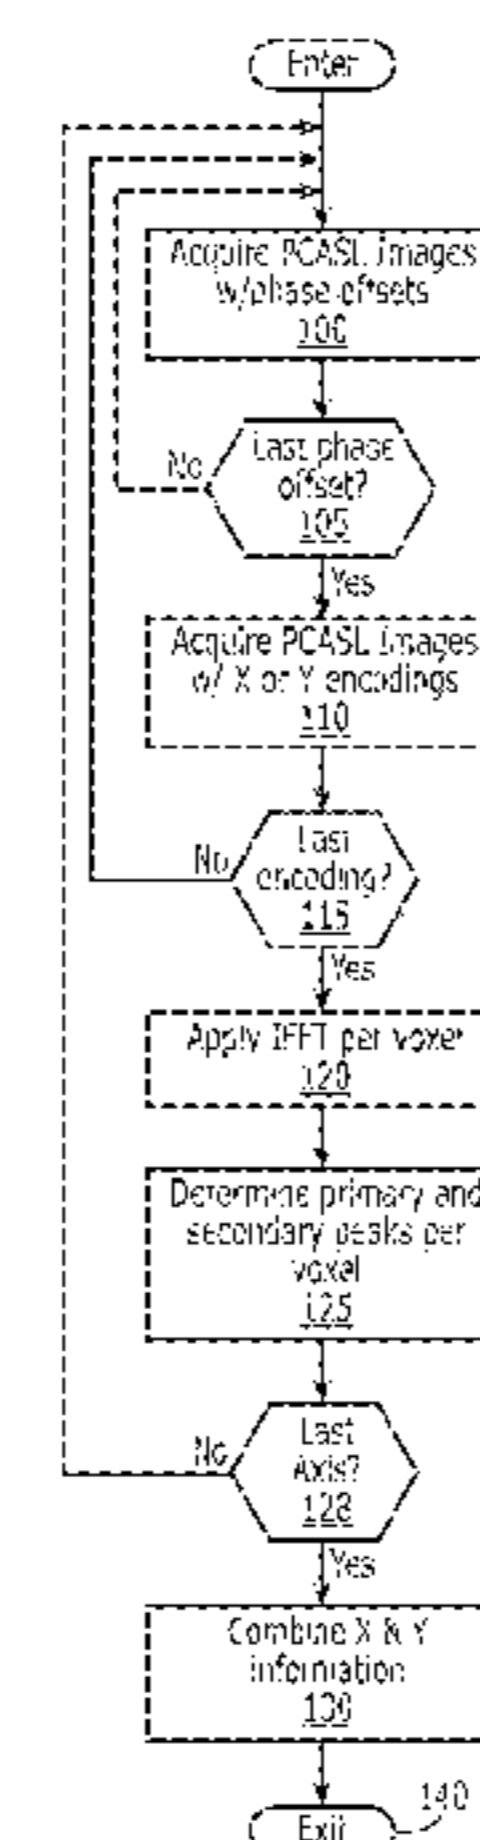 Enter
Acquire PCASL images
w/phase offsets
100
No
Last phase
offset?
105
Yes
Acquire PCASL images
w/ X or Y encodings
110
No
Last
encoding?
115
Yes
Apply IFFT per voxel
120
Determine primary and
secondary peaks per
voxel
125
No
Last
Axis?
128
Yes
Combine X & Y
information
130
140
Exit